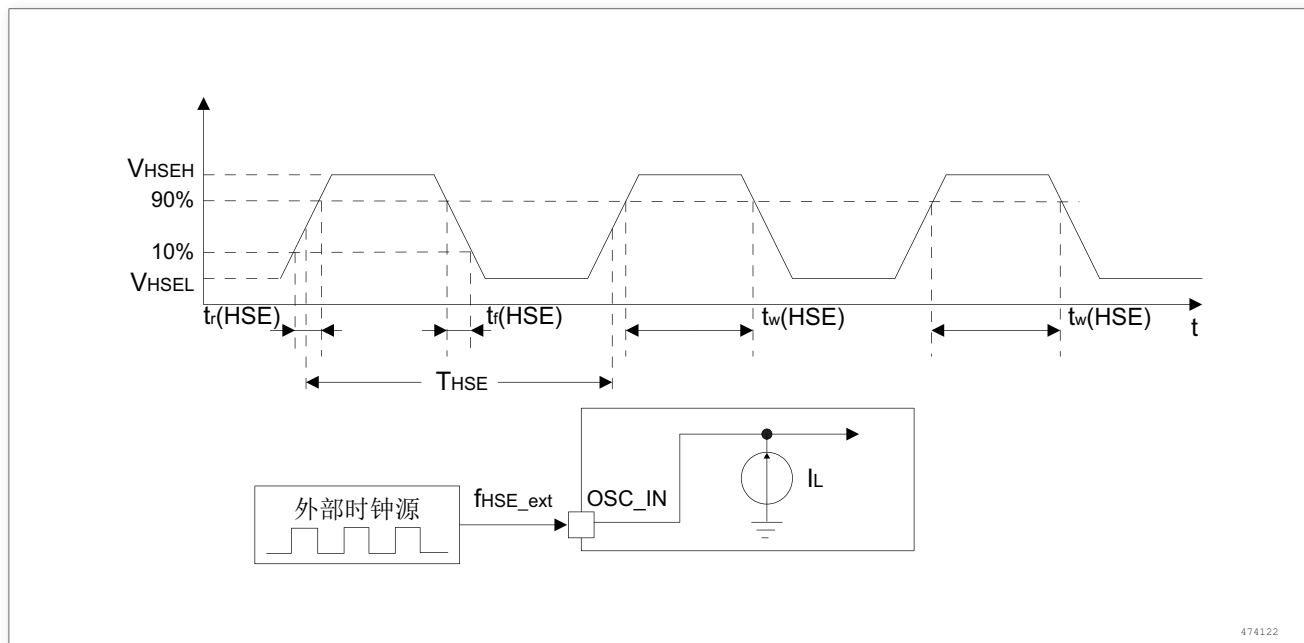 VHSEH
90%
10%
VHSEL
tr(HSE)
tf(HSE)
tw(HSE)
tw(HSE)
t
THSE
外部时钟源
fHSE_ext
OSC_IN
IL
474122